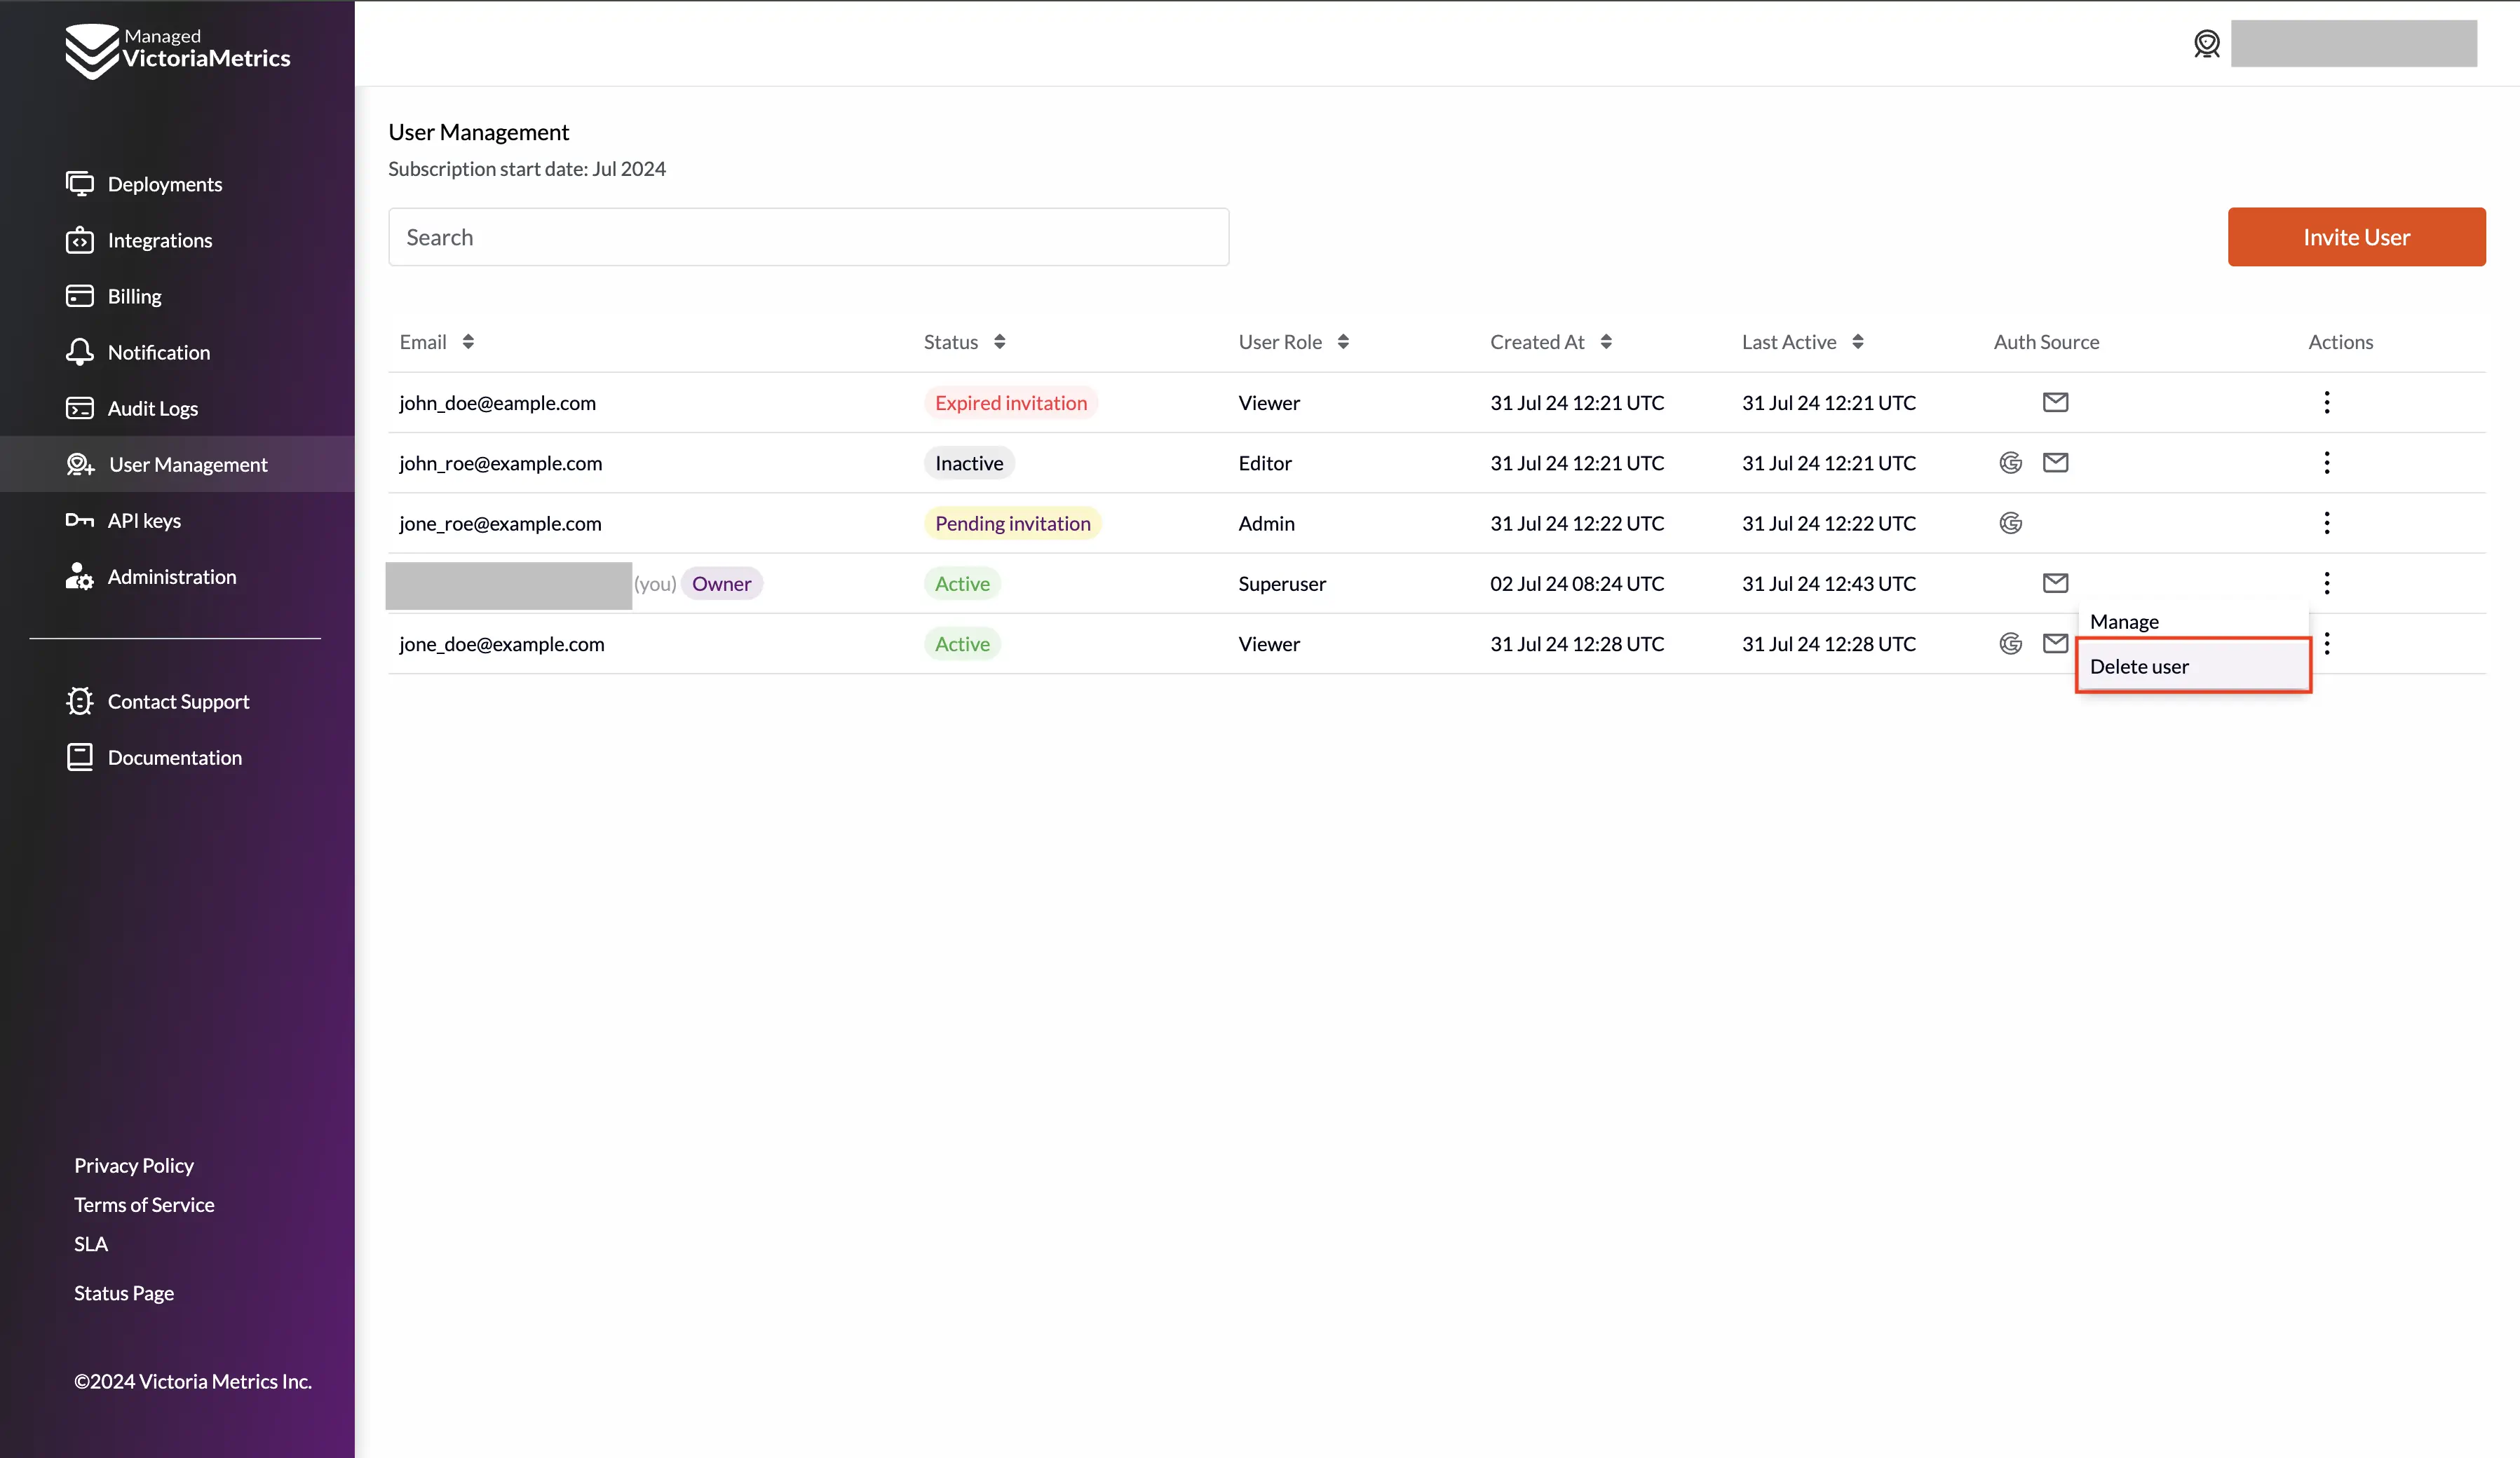 Managed
VictoriaMetrics
Deployments
Integrations
Billing
Notification
Audit Logs
User Management
API keys
Administration
Contact Support
Documentation
Privacy Policy
Terms of Service
SLA
Status Page
©2024 Victoria Metrics Inc.
User Management
Subscription start date: Jul 2024
Search
Invite User
Email Status User Role Created At Last Active Auth Source Actions
john_doe@eample.com Expired invitation Viewer 31 Jul 24 12:21 UTC 31 Jul 24 12:21 UTC
john_roe@example.com Inactive Editor 31 Jul 24 12:21 UTC 31 Jul 24 12:21 UTC
jone_roe@example.com Pending invitation Admin 31 Jul 24 12:22 UTC 31 Jul 24 12:22 UTC
(you) Owner Active Superuser 02 Jul 24 08:24 UTC 31 Jul 24 12:43 UTC
jone_doe@example.com Active Viewer 31 Jul 24 12:28 UTC 31 Jul 24 12:28 UTC
Manage
Delete user